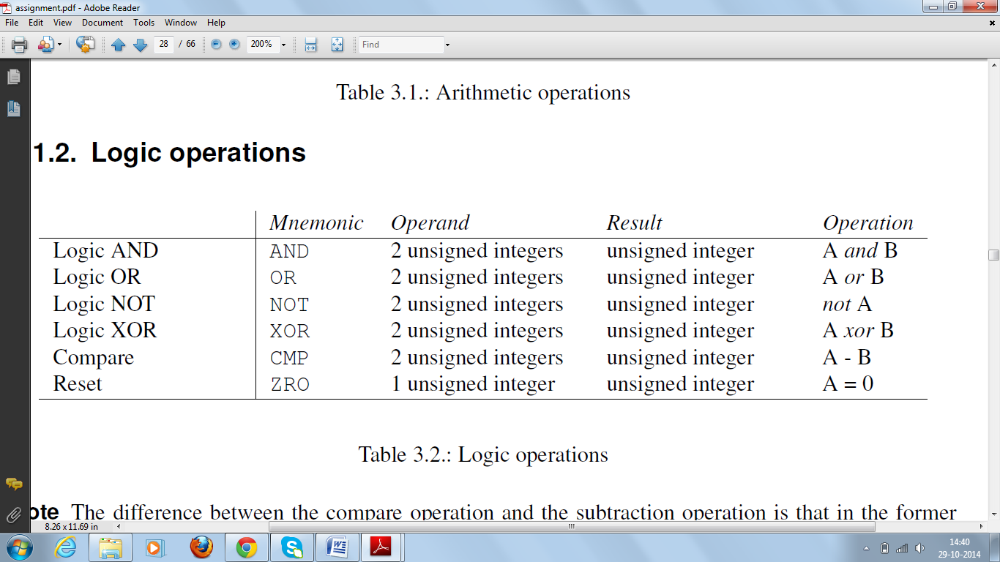 assignment.pdf - Adobe Reader
File Edit View Document Tools Window Help
28 / 66 200% Find
Table 3.1.: Arithmetic operations
1.2. Logic operations
Mnemonic Operand Result Operation
Logic AND AND 2 unsigned integers unsigned integer A and B
Logic OR OR 2 unsigned integers unsigned integer A or B
Logic NOT NOT 2 unsigned integers unsigned integer not A
Logic XOR XOR 2 unsigned integers unsigned integer A xor B
Compare CMP 2 unsigned integers unsigned integer A - B
Reset ZRO 1 unsigned integer unsigned integer A = 0
Table 3.2.: Logic operations
ote The difference between the compare operation and the subtraction operation is that in the former
8.26 x 11.69 in
14:40
29-10-2014